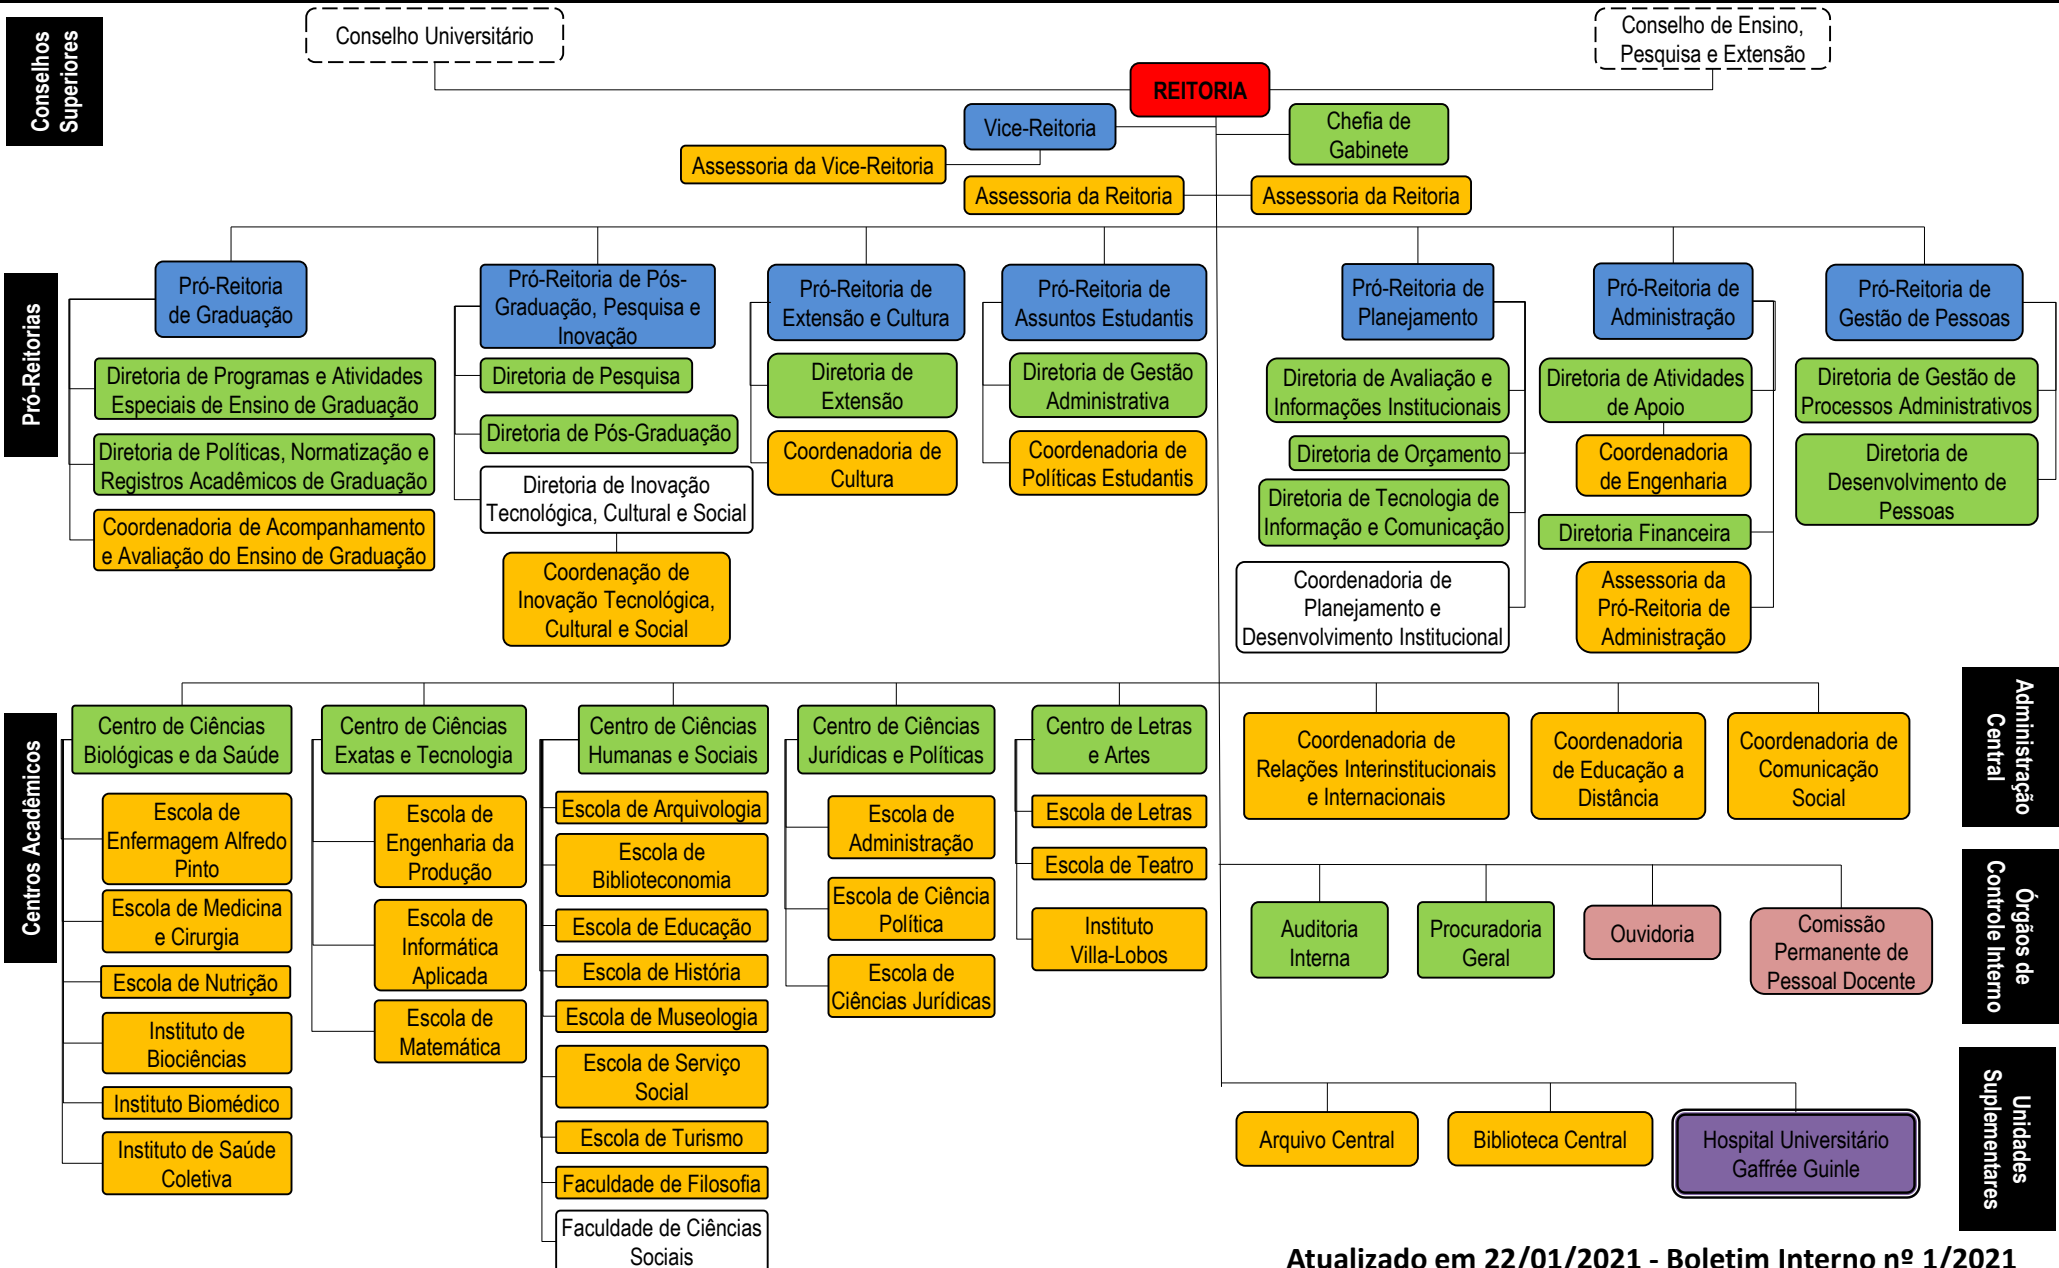 Conselhos
Superiores
Conselho Universitário
Conselho de Ensino,
Pesquisa e Extensão
REITORIA
Vice-Reitoria
Chefia de
Gabinete
Assessoria da Vice-Reitoria
Assessoria da Reitoria
Assessoria da Reitoria
Pró-Reitorias
Pró-Reitoria
de Graduação
Diretoria de Programas e Atividades
Especiais de Ensino de Graduação
Diretoria de Políticas, Normatização e
Registros Acadêmicos de Graduação
Coordenadoria de Acompanhamento
e Avaliação do Ensino de Graduação
Pró-Reitoria de Pós-
Graduação, Pesquisa e
Inovação
Diretoria de Pesquisa
Diretoria de Pós-Graduação
Diretoria de Inovação
Tecnológica, Cultural e Social
Coordenação de
Inovação Tecnológica,
Cultural e Social
Pró-Reitoria de
Extensão e Cultura
Diretoria de
Extensão
Coordenadoria de
Cultura
Pró-Reitoria de
Assuntos Estudantis
Diretoria de Gestão
Administrativa
Coordenadoria de
Políticas Estudantis
Pró-Reitoria de
Planejamento
Diretoria de Avaliação e
Informações Institucionais
Diretoria de Orçamento
Diretoria de Tecnologia de
Informação e Comunicação
Coordenadoria de
Planejamento e
Desenvolvimento Institucional
Pró-Reitoria de
Administração
Diretoria de Atividades
de Apoio
Coordenadoria
de Engenharia
Diretoria Financeira
Assessoria da
Pró-Reitoria de
Administração
Pró-Reitoria de
Gestão de Pessoas
Diretoria de Gestão de
Processos Administrativos
Diretoria de
Desenvolvimento de
Pessoas
Centros Acadêmicos
Centro de Ciências
Biológicas e da Saúde
Escola de
Enfermagem Alfredo
Pinto
Escola de Medicina
e Cirurgia
Escola de Nutrição
Instituto de
Biociências
Instituto Biomédico
Instituto de Saúde
Coletiva
Centro de Ciências
Exatas e Tecnologia
Escola de
Engenharia da
Produção
Escola de
Informática
Aplicada
Escola de
Matemática
Centro de Ciências
Humanas e Sociais
Escola de Arquivologia
Escola de
Biblioteconomia
Escola de Educação
Escola de História
Escola de Museologia
Escola de Serviço
Social
Escola de Turismo
Faculdade de Filosofia
Faculdade de Ciências
Sociais
Centro de Ciências
Jurídicas e Políticas
Escola de
Administração
Escola de Ciência
Política
Escola de
Ciências Jurídicas
Centro de Letras
e Artes
Escola de Letras
Escola de Teatro
Instituto
Villa-Lobos
Administração
Central
Coordenadoria de
Relações Interinstitucionais
e Internacionais
Coordenadoria
de Educação a
Distância
Coordenadoria de
Comunicação
Social
Órgãos de
Controle Interno
Auditoria
Interna
Procuradoria
Geral
Ouvidoria
Comissão
Permanente de
Pessoal Docente
Unidades
Suplementares
Arquivo Central
Biblioteca Central
Hospital Universitário
Gaffrée Guinle
Atualizado em 22/01/2021 - Boletim Interno nº 1/2021